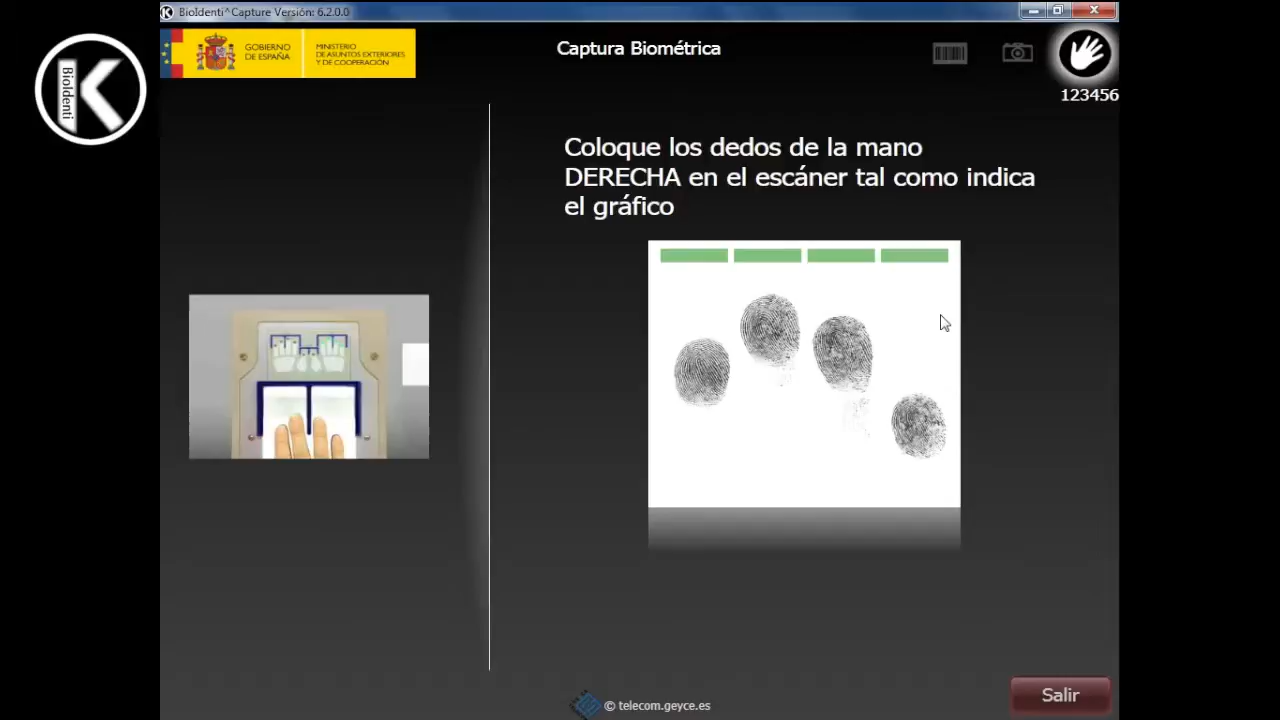 BioIdenti^Capture Versión: 6.2.0.0
BioIdenti
K
GOBIERNO
DE ESPAÑA
MINISTERIO
DE ASUNTOS EXTERIORES
Y DE COOPERACIÓN
Captura Biométrica
123456
Coloque los dedos de la mano
DERECHA en el escáner tal como indica
el gráfico
Salir
© telecom.geyce.es